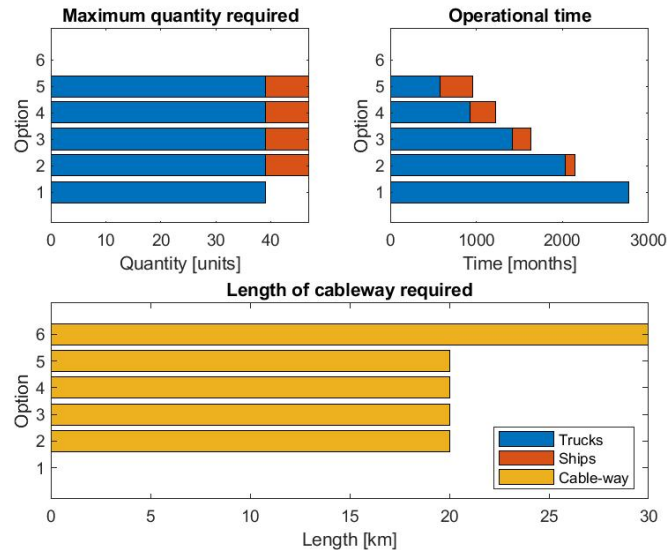 Maximum quantity required
Operational time
6
5
4
3
2
1
Option
0 10 20 30 40
Quantity [units]
6
5
4
3
2
1
Option
0 1000 2000 3000
Time [months]
Length of cableway required
6
5
4
3
2
1
Option
0 5 10 15 20 25 30
Length [km]
Trucks
Ships
Cable-way